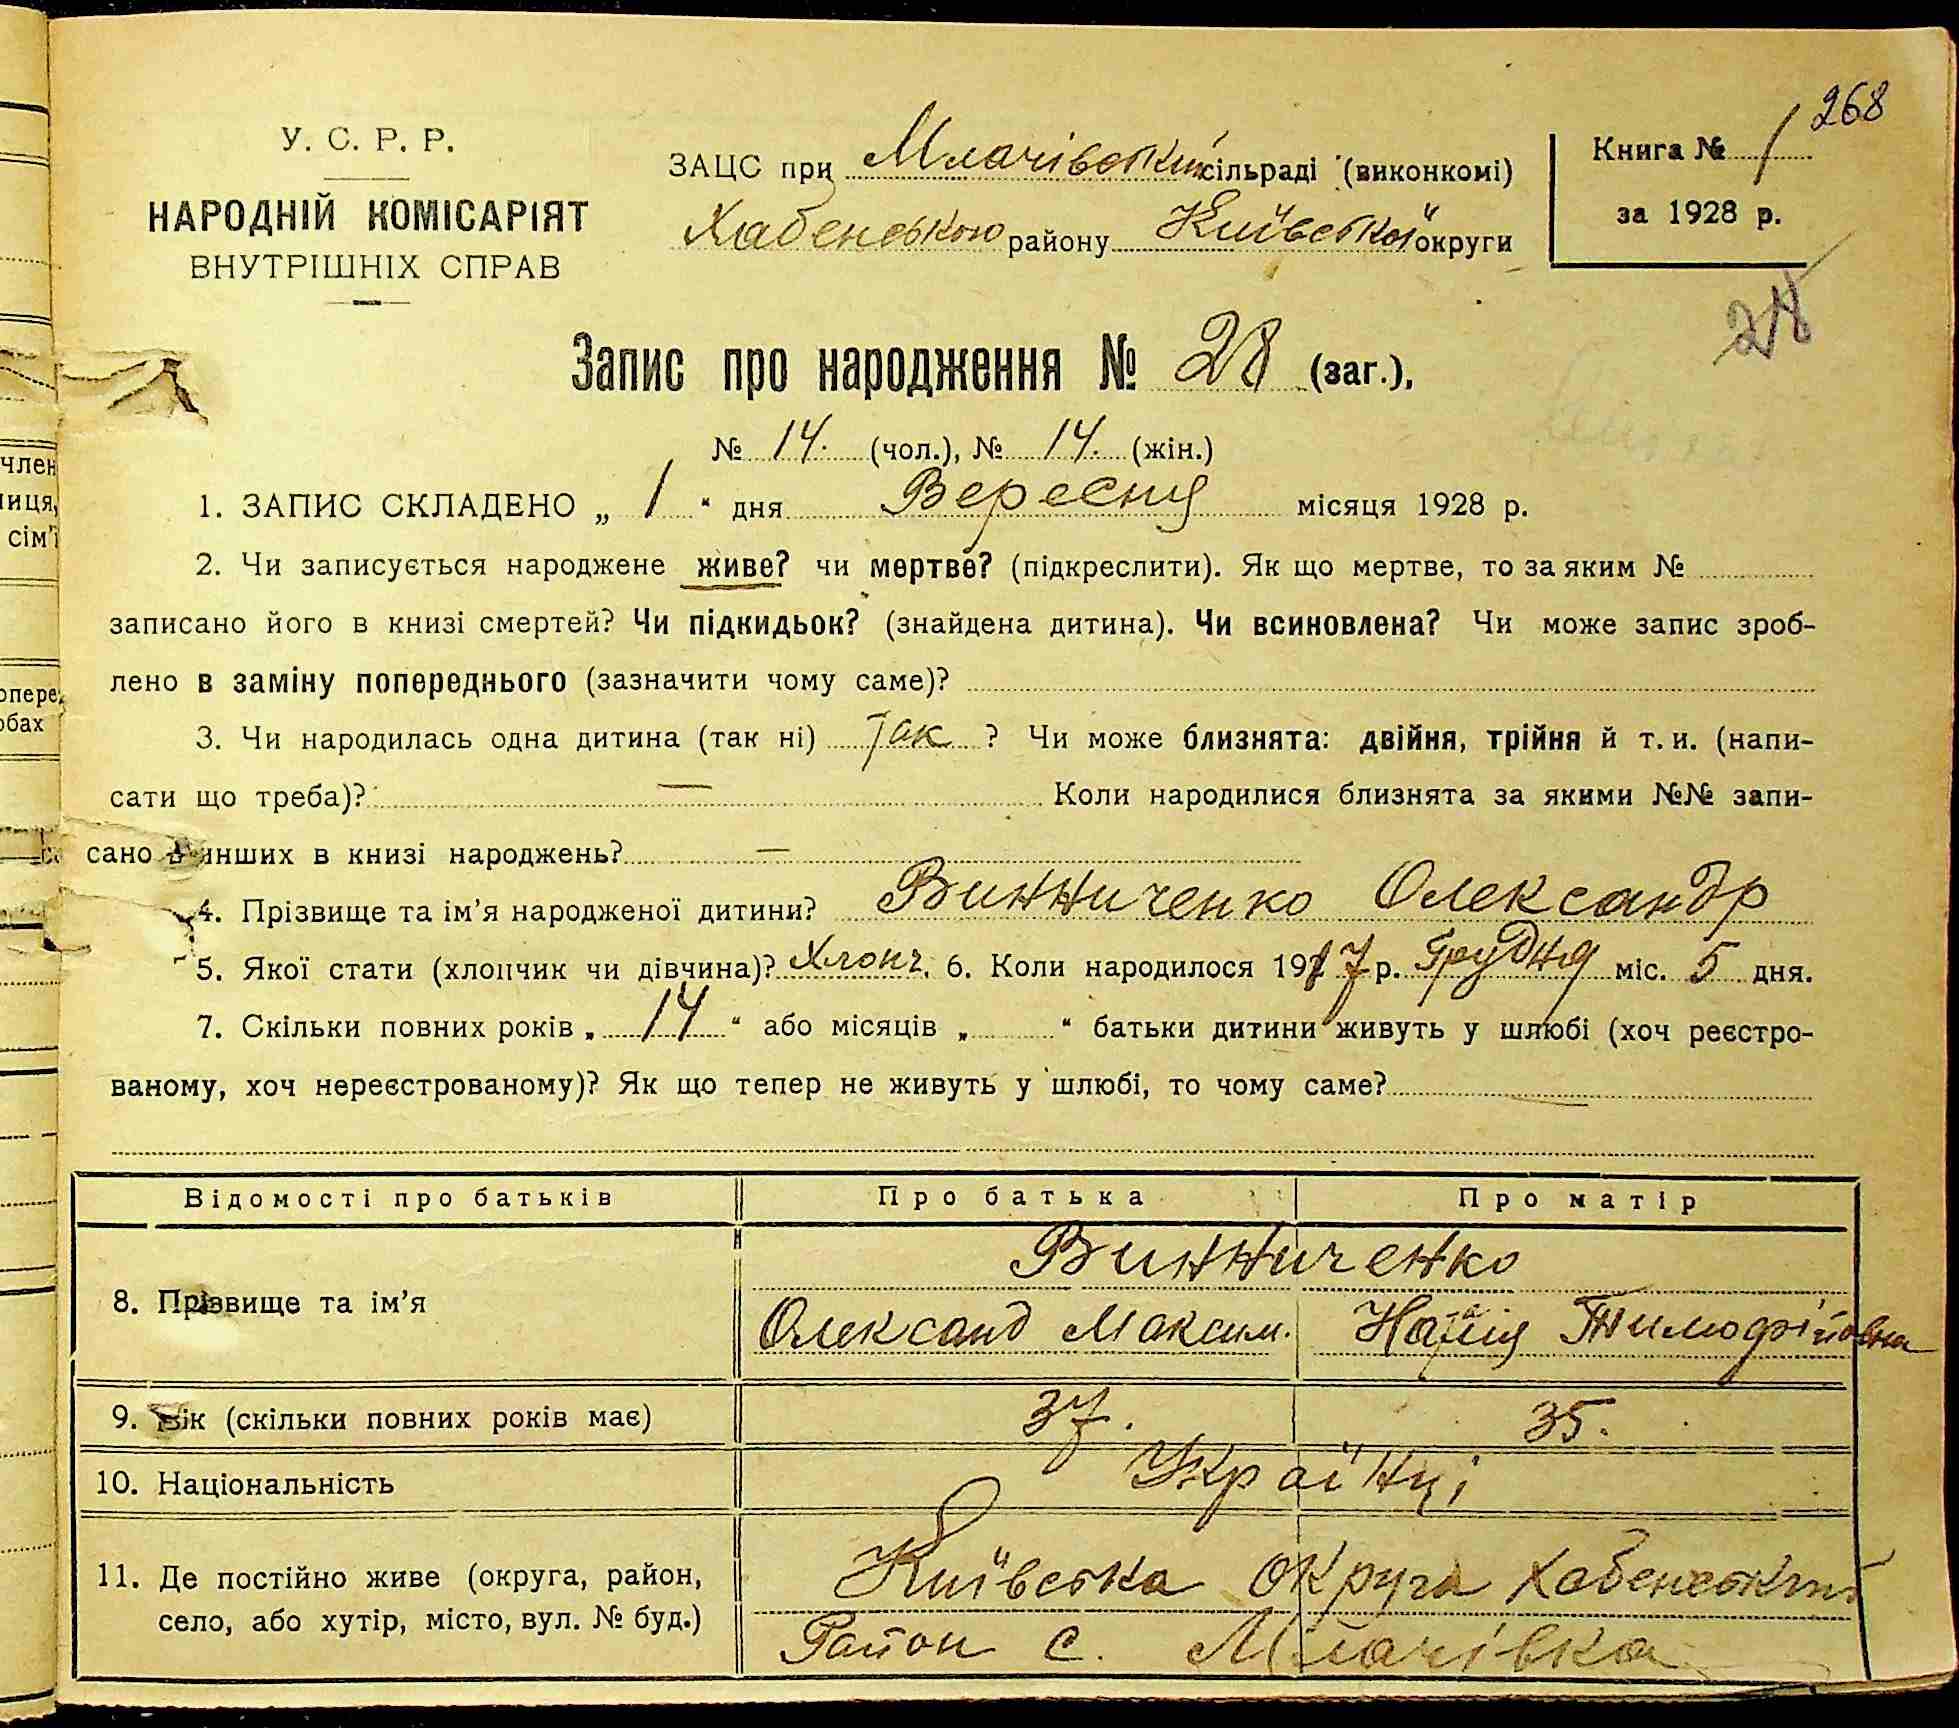 268
У. С. Р. Р.
НАРОДНІЙ КОМІСАРІЯТ
ВНУТРІШНІХ СПРАВ
ЗАЦС при Млачівській сільраді (виконкомі)
Хабенського району Київської округи
Книга № 1
за 1928 р.
28
Запис про народження № 28 (заг.),
№ 14. (чол.), № 14. (жін.)
1. ЗАПИС СКЛАДЕНО „ 1 “ дня Вересня місяця 1928 р.
2. Чи записується народжене живе? чи мертве? (підкреслити). Як що мертве, то за яким №
записано його в книзі смертей? Чи підкидьок? (знайдена дитина). Чи всиновлена? Чи може запис зроб-
лено в заміну попереднього (зазначити чому саме)?
3. Чи народилась одна дитина (так ні) так ? Чи може близнята: двійня, трійня й т. и. (напи-
сати що треба)? — Коли народилися близнята за якими №№ запи-
сано инших в книзі народжень? —
4. Прізвище та ім’я народженої дитини? Винниченко Олександр
5. Якої стати (хлопчик чи дівчина)? Хлопч. 6. Коли народилося 1917 р. Грудня міс. 5 дня.
7. Скільки повних років „ 14 “ або місяців „ “ батьки дитини живуть у шлюбі (хоч реєстро-
ваному, хоч нереєстрованому)? Як що тепер не живуть у шлюбі, то чому саме? —
Відомості про батьків Про батька Про матір
8. Прізвище та ім’я Винниченко
Олександ Максим. Тимофіївна
9. Вік (скільки повних років має) 37. 35.
10. Національність Українці
11. Де постійно живе (округа, район,
село, або хутір, місто, вул. № буд.)
Київська округа Хабенський
Район с. Млачівка
член
ниця,
сім'ї
опере
обах